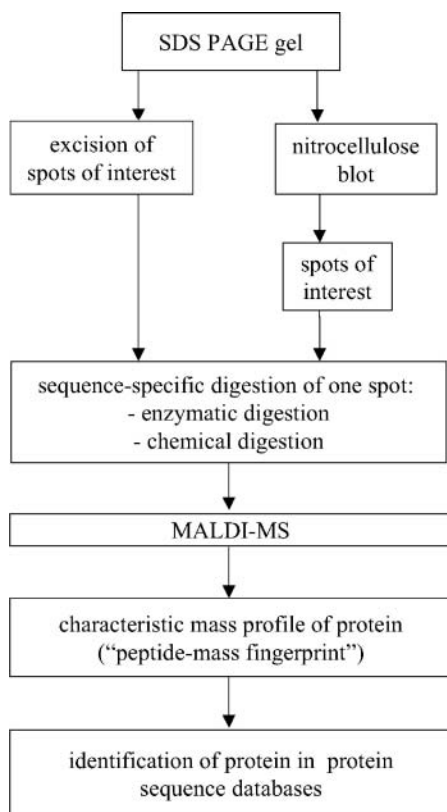 SDS PAGE gel
excision of
spots of interest
nitrocellulose
blot
spots of
interest
sequence-specific digestion of one spot:
- enzymatic digestion
- chemical digestion
MALDI-MS
characteristic mass profile of protein
(“peptide-mass fingerprint”)
identification of protein in protein
sequence databases